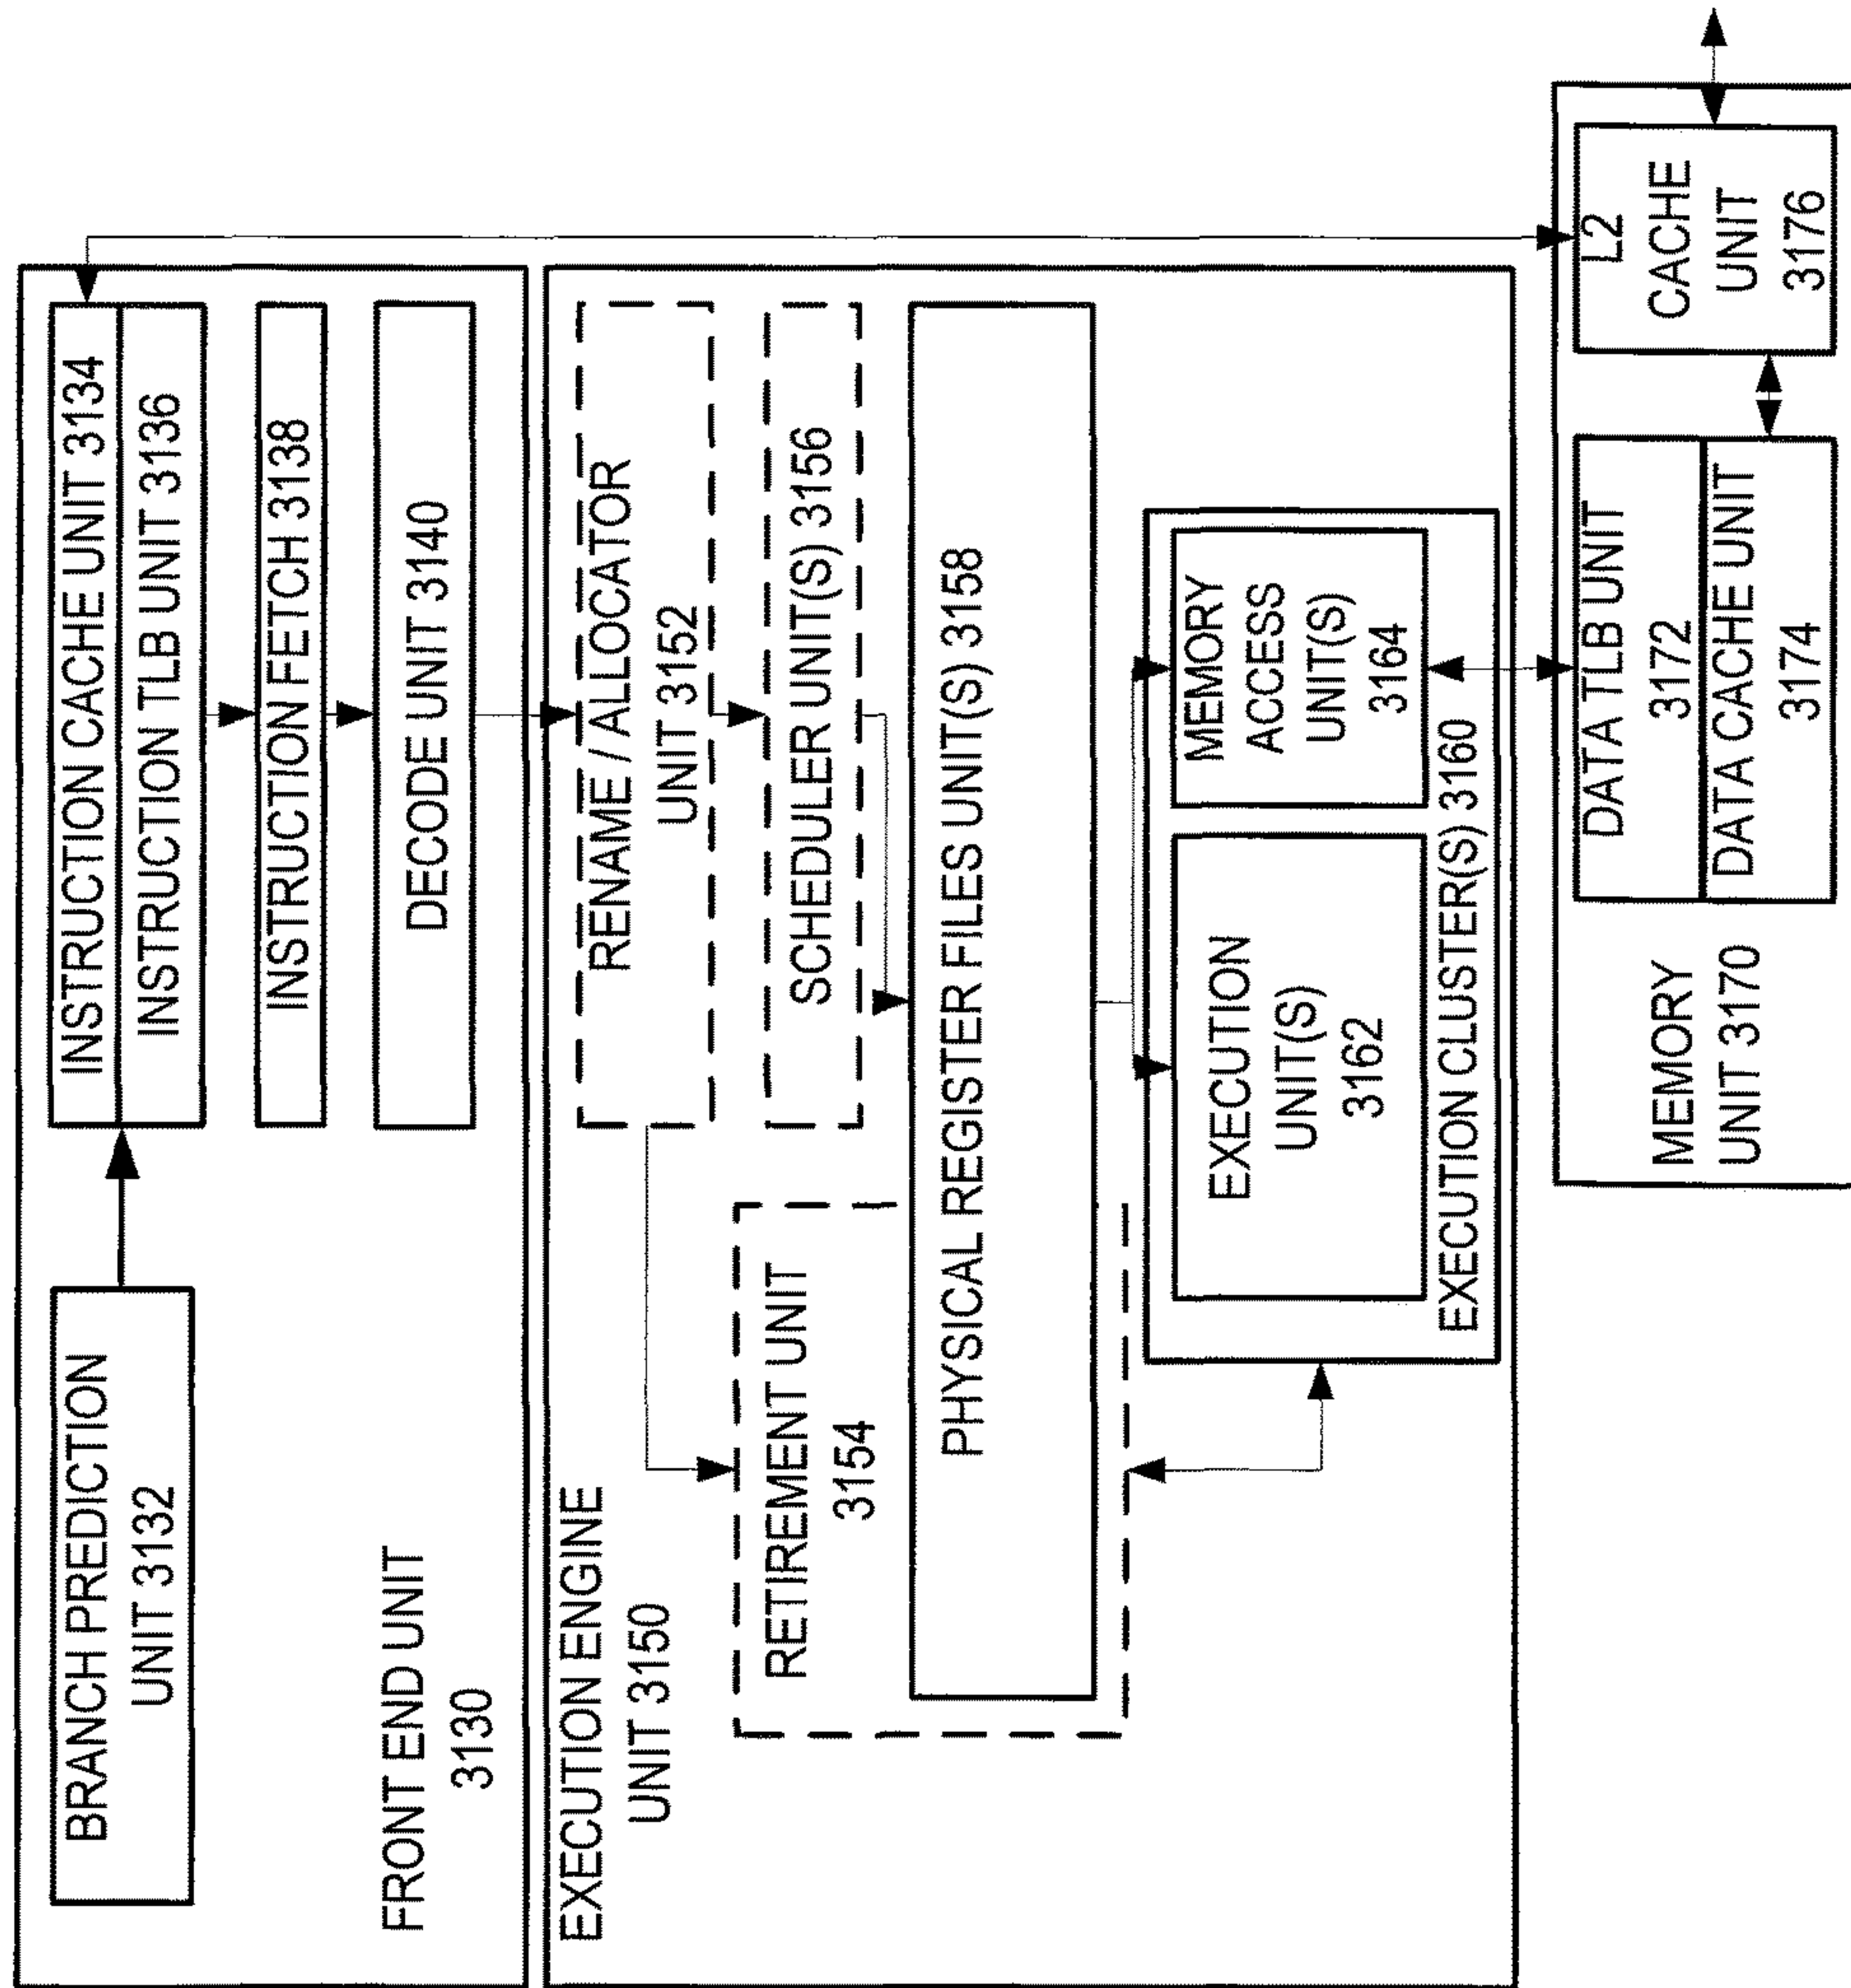 BRANCH PREDICTION
UNIT 3132
INSTRUCTION CACHE UNIT 3134
INSTRUCTION TLB UNIT 3136
INSTRUCTION FETCH 3138
DECODE UNIT 3140
FRONT END UNIT
3130
EXECUTION ENGINE
UNIT 3150
RENAME / ALLOCATOR
UNIT 3152
RETIREMENT UNIT
3154
SCHEDULER UNIT(S) 3156
PHYSICAL REGISTER FILES UNIT(S) 3158
EXECUTION
UNIT(S)
3162
MEMORY
ACCESS
UNIT(S)
3164
EXECUTION CLUSTER(S) 3160
MEMORY
UNIT 3170
DATA TLB UNIT
3172
DATA CACHE UNIT
3174
L2
CACHE
UNIT
3176